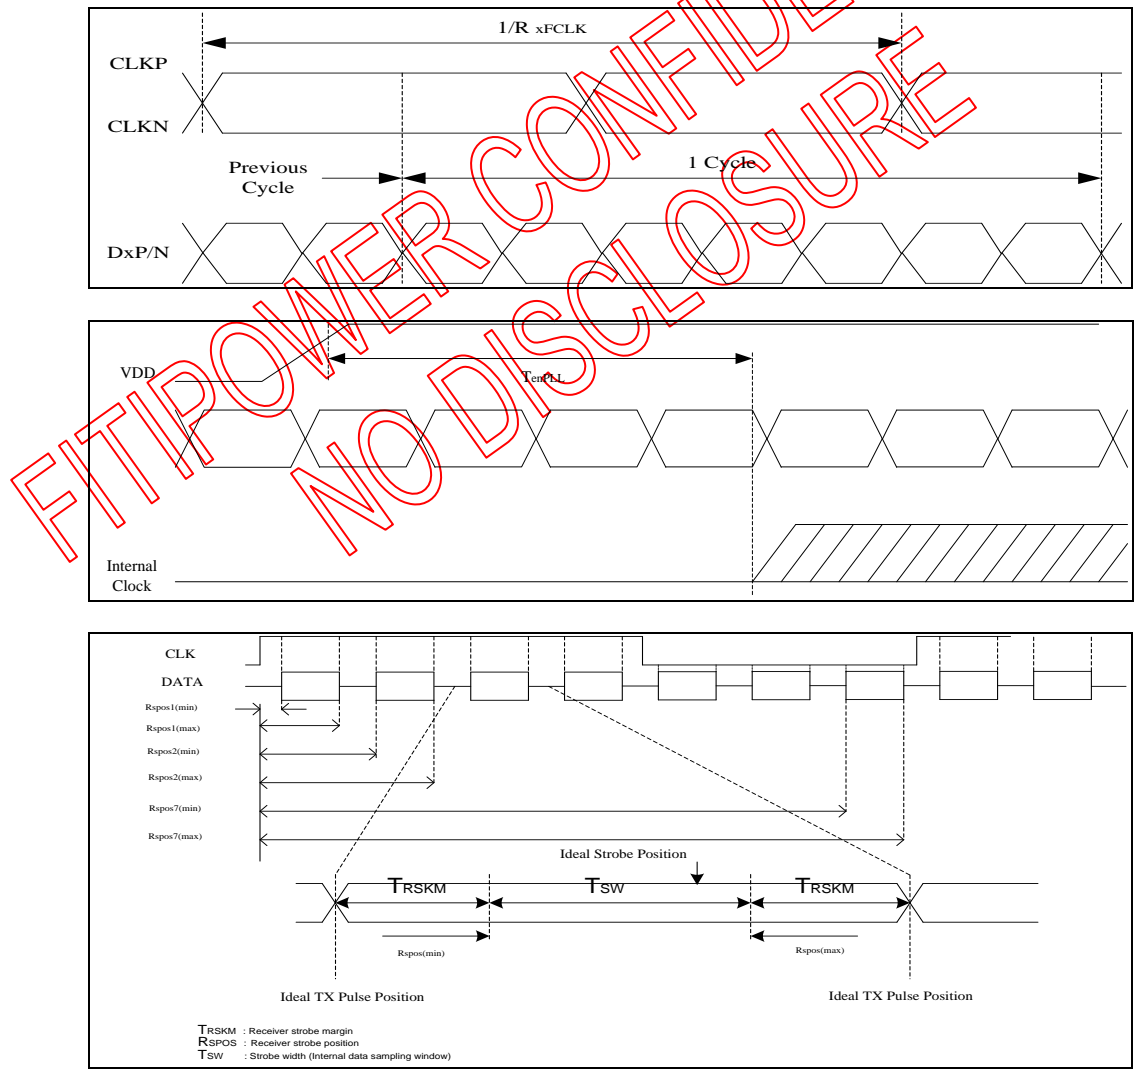 1/R xFCLK
CLKP
CLKN
Previous
Cycle
1 Cycle
DxP/N
VDD
TenPLL
Internal
Clock
FITIPOWER CONFIDE
NO DISCLOSURE
CLK
DATA
Rspos1(min)
Rspos1(max)
Rspos2(min)
Rspos2(max)
Rspos7(min)
Rspos7(max)
Ideal Strobe Position
TRSKM
TSW
TRSKM
Rspos(min)
Rspos(max)
Ideal TX Pulse Position
Ideal TX Pulse Position
TRSKM : Receiver strobe margin
RSPOS : Receiver strobe position
TSW : Strobe width (Internal data sampling window)